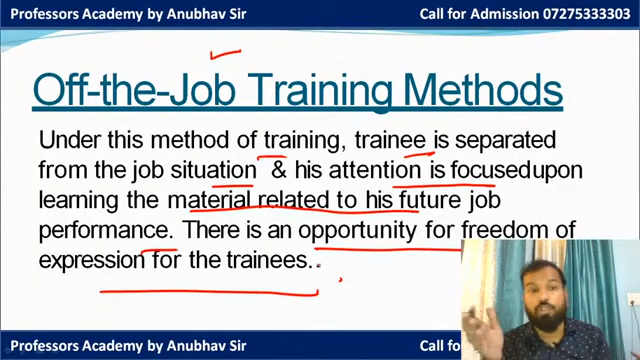 Professors Academy by Anubhav Sir Call for Admission 07275333303
Off-the-Job Training Methods
Under this method of training, trainee is separated
from the job situation & his attention is focusedupon
learning the material related to his future job
performance. There is an opportunity for freedom of
expression for the trainees..
Professors Academy by Anubhav Sir Call fo